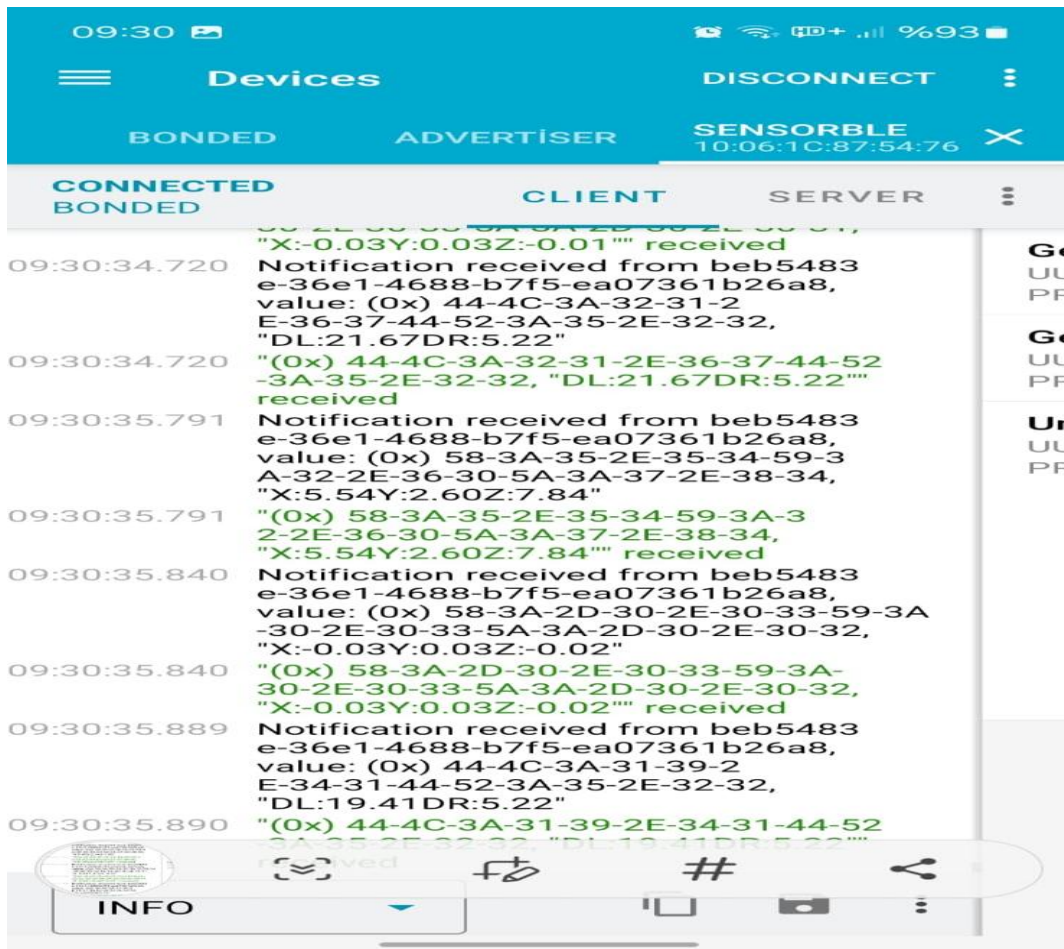 09:30
HD+ %93
Devices
DISCONNECT
BONDED
ADVERTİSER
SENSORBLE
10:06:1C:87:54:76
CONNECTED
BONDED
CLIENT
SERVER
"X:-0.03Y:0.03Z:-0.01"" received
09:30:34.720 Notification received from beb5483
e-36e1-4688-b7f5-ea07361b26a8,
value: (0x) 44-4C-3A-32-31-2
E-36-37-44-52-3A-35-2E-32-32,
"DL:21.67DR:5.22"
09:30:34.720 "(0x) 44-4C-3A-32-31-2E-36-37-44-52
-3A-35-2E-32-32, "DL:21.67DR:5.22""
received
09:30:35.791 Notification received from beb5483
e-36e1-4688-b7f5-ea07361b26a8,
value: (0x) 58-3A-35-2E-35-34-59-3
A-32-2E-36-30-5A-3A-37-2E-38-34,
"X:5.54Y:2.60Z:7.84"
09:30:35.791 "(0x) 58-3A-35-2E-35-34-59-3A-3
2-2E-36-30-5A-3A-37-2E-38-34,
"X:5.54Y:2.60Z:7.84"" received
09:30:35.840 Notification received from beb5483
e-36e1-4688-b7f5-ea07361b26a8,
value: (0x) 58-3A-2D-30-2E-30-33-59-3A
-30-2E-30-33-5A-3A-2D-30-2E-30-32,
"X:-0.03Y:0.03Z:-0.02"
09:30:35.840 "(0x) 58-3A-2D-30-2E-30-33-59-3A-
30-2E-30-33-5A-3A-2D-30-2E-30-32,
"X:-0.03Y:0.03Z:-0.02"" received
09:30:35.889 Notification received from beb5483
e-36e1-4688-b7f5-ea07361b26a8,
value: (0x) 44-4C-3A-31-39-2
E-34-31-44-52-3A-35-2E-32-32,
"DL:19.41DR:5.22"
09:30:35.890 "(0x) 44-4C-3A-31-39-2E-34-31-44-52
-3A-35-2E-32-32, "DL:19.41DR:5.22""
received
INFO